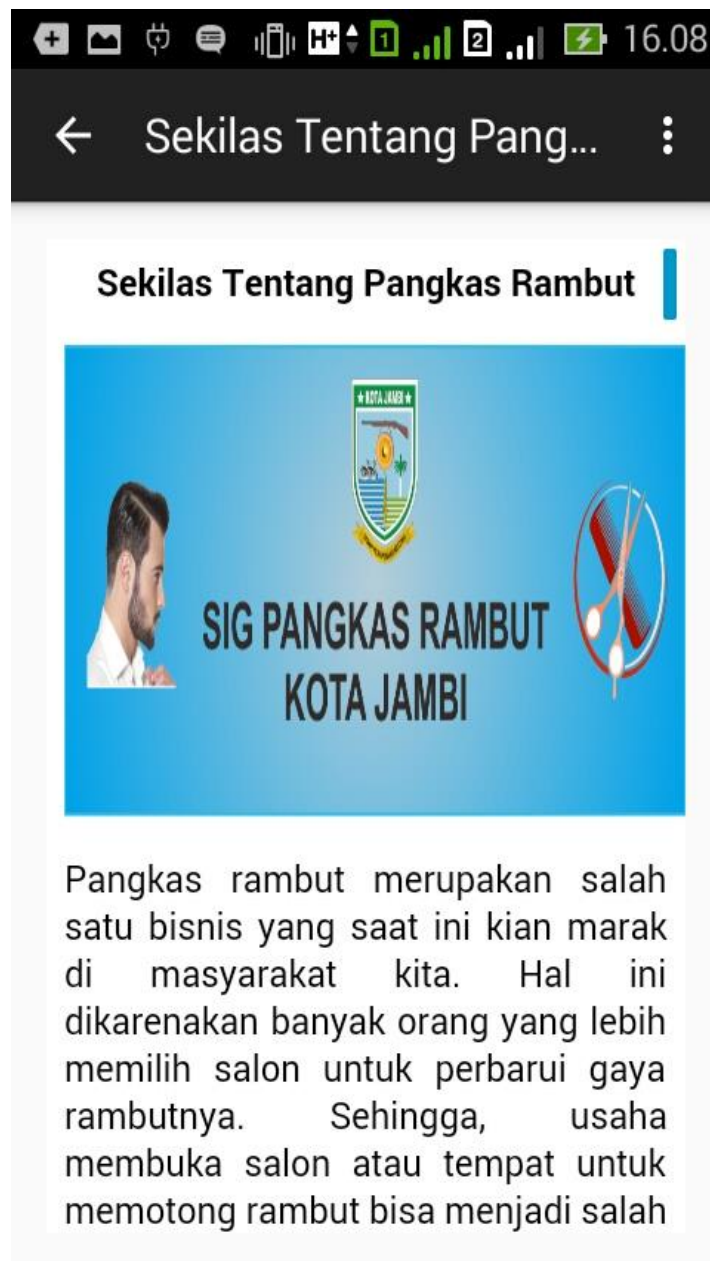 H+ 1 2 16.08
Sekilas Tentang Pang...
Sekilas Tentang Pangkas Rambut
KOTA JAMBI
SIG PANGKAS RAMBUT
KOTA JAMBI
Pangkas rambut merupakan salah
satu bisnis yang saat ini kian marak
di masyarakat kita. Hal ini
dikarenakan banyak orang yang lebih
memilih salon untuk perbarui gaya
rambutnya. Sehingga, usaha
membuka salon atau tempat untuk
memotong rambut bisa menjadi salah